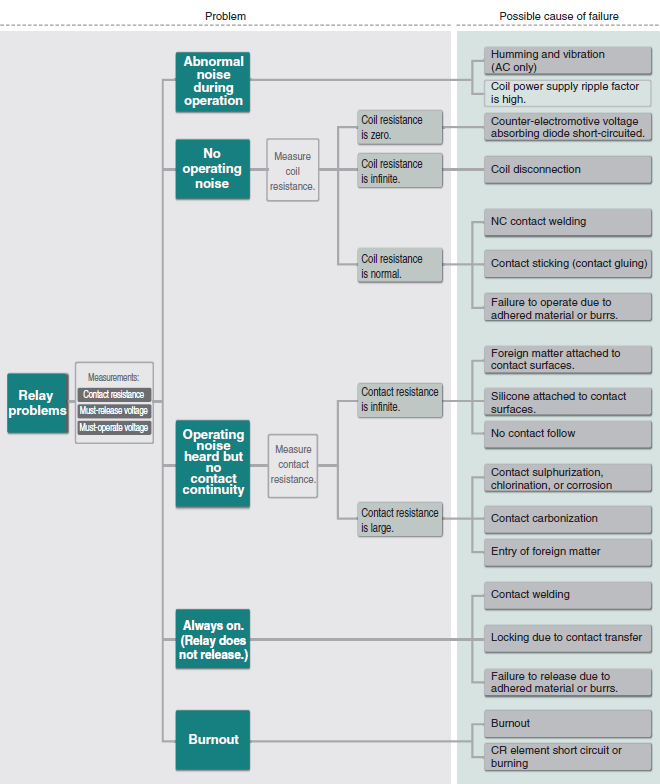 Problem
Possible cause of failure
Abnormal
noise
during
operation
Humming and vibration
(AC only)
Coil power supply ripple factor
is high.
No
operating
noise
Measure
coil
resistance.
Coil resistance
is zero.
Counter-electromotive voltage
absorbing diode short-circuited.
Coil resistance
is infinite.
Coil disconnection
Coil resistance
is normal.
NC contact welding
Contact sticking (contact gluing)
Failure to operate due to
adhered material or burrs.
Relay
problems
Measurements:
Contact resistance
Must-release voltage
Must-operate voltage
Operating
noise
heard but
no
contact
continuity
Measure
contact
resistance.
Contact resistance
is infinite.
Foreign matter attached to
contact surfaces.
Silicone attached to contact
surfaces.
No contact follow
Contact resistance
is large.
Contact sulphurization,
chlorination, or corrosion
Contact carbonization
Entry of foreign matter
Always on.
(Relay does
not release.)
Contact welding
Locking due to contact transfer
Failure to release due to
adhered material or burrs.
Burnout
Burnout
CR element short circuit or
burning